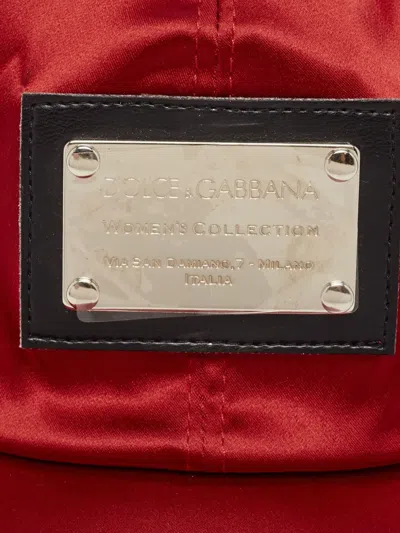 DOLCE & GABBANA
WOMEN'S COLLECTION
VIA SAN DAMIANO, 7 - MILANO
ITALIA